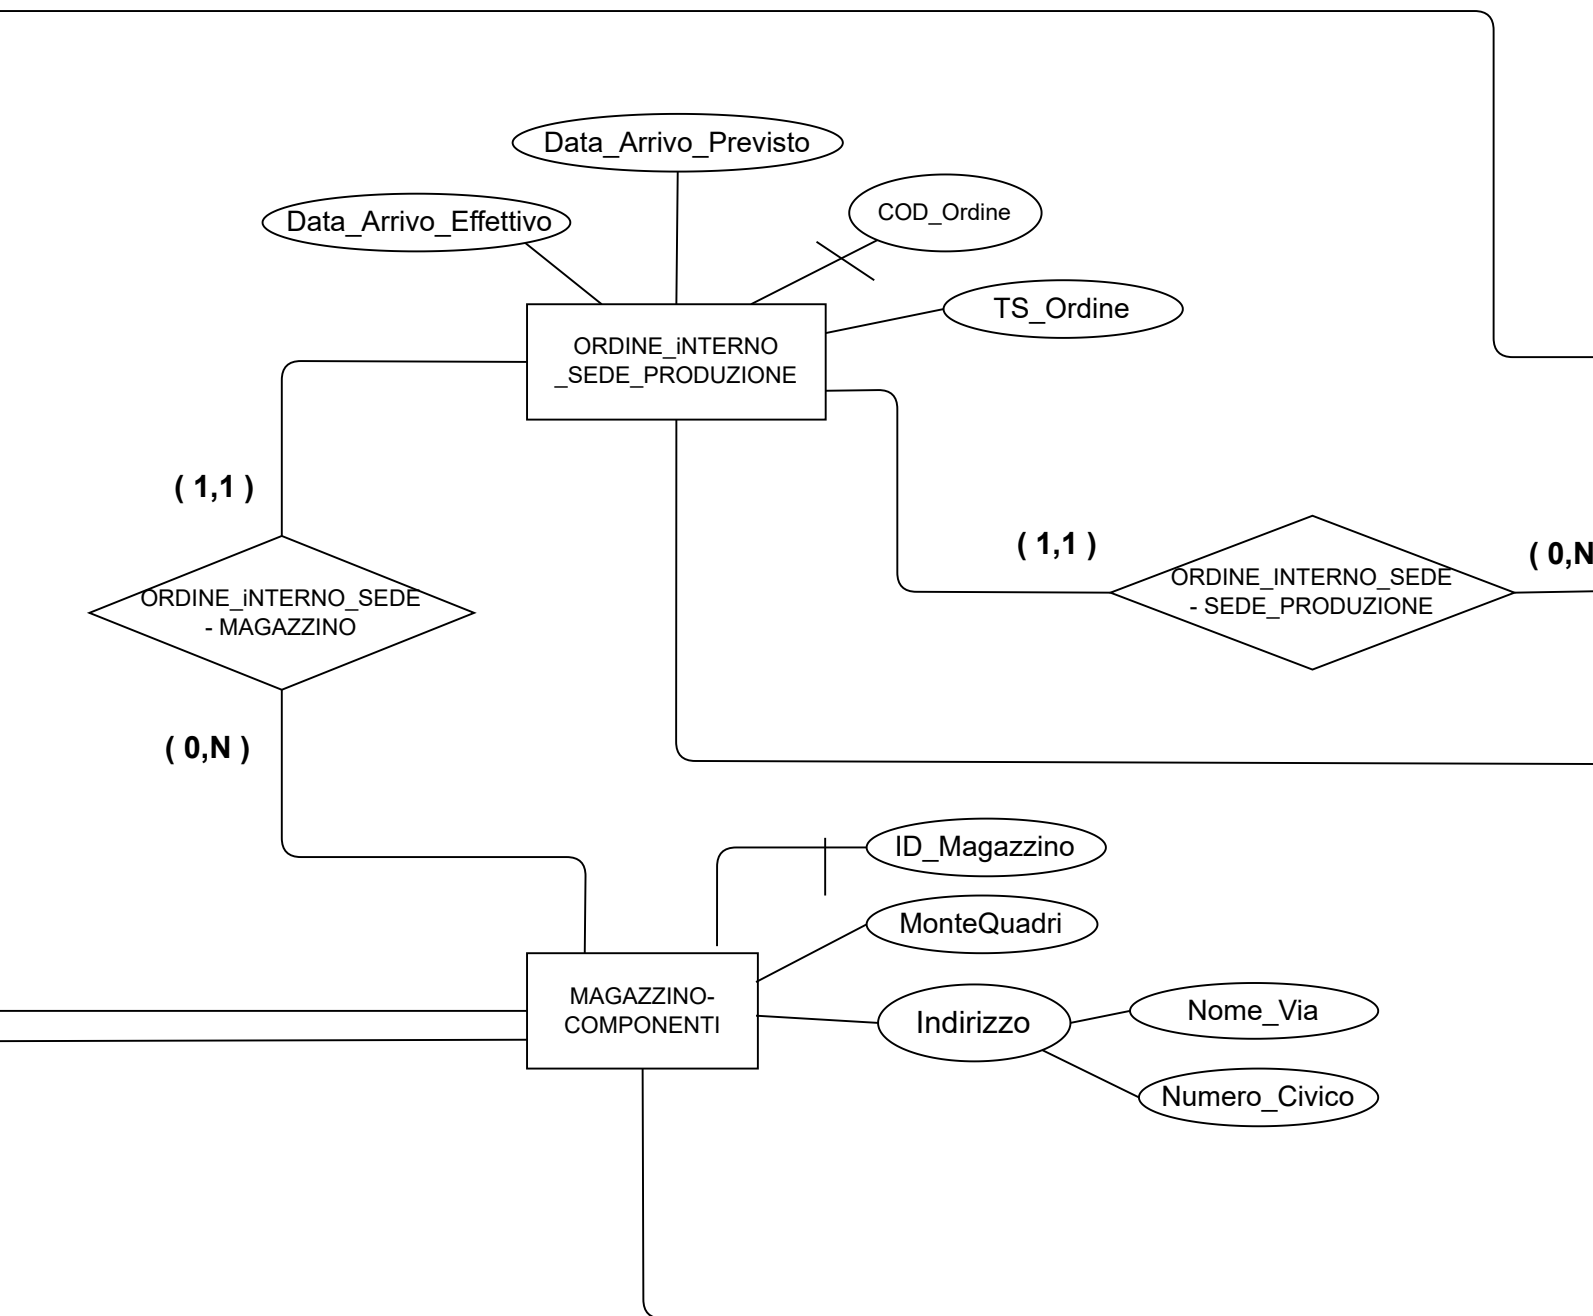 Data_Arrivo_Previsto
Data_Arrivo_Effettivo
COD_Ordine
TS_Ordine
ORDINE_iNTERNO
_SEDE_PRODUZIONE
( 1,1 )
( 1,1 )
( 0,N
ORDINE_INTERNO_SEDE
- SEDE_PRODUZIONE
ORDINE_iNTERNO_SEDE
- MAGAZZINO
( 0,N )
ID_Magazzino
MonteQuadri
MAGAZZINO-
COMPONENTI
Indirizzo
Nome_Via
Numero_Civico